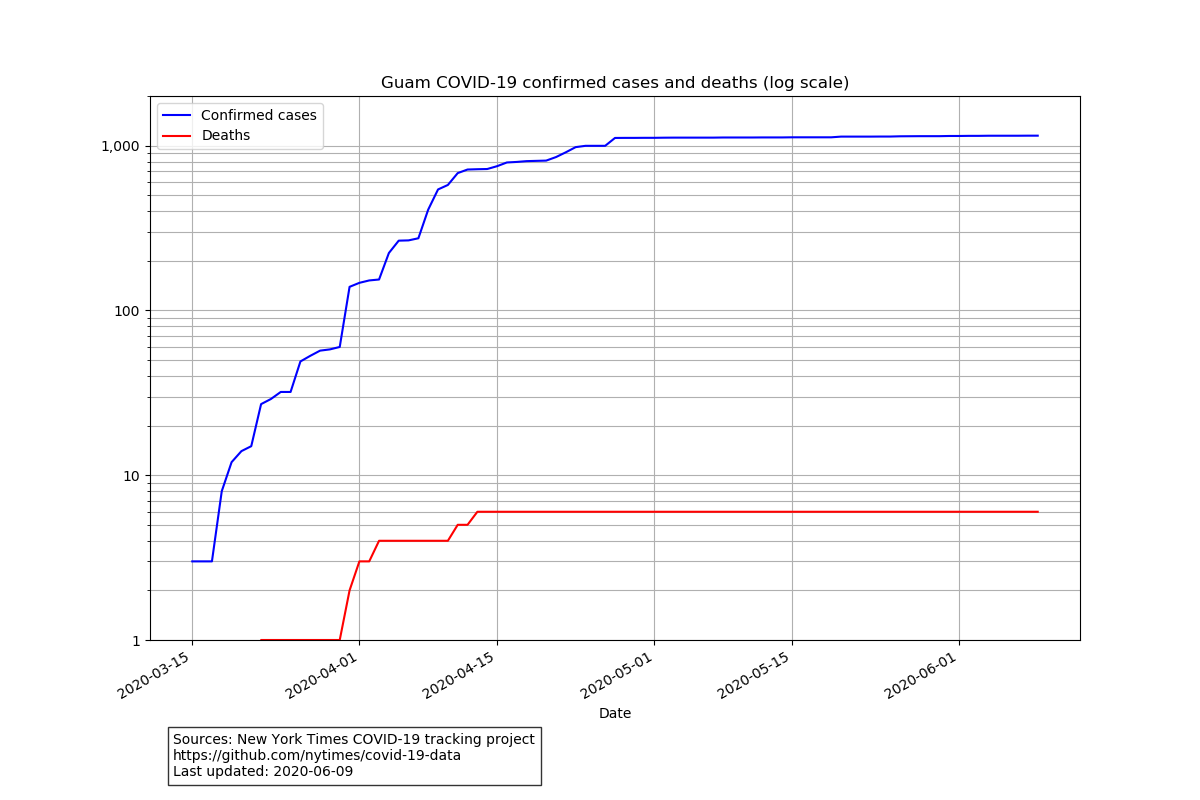 Guam COVID-19 confirmed cases and deaths (log scale)
Confirmed cases
Deaths
1,000
100
10
1
2020-03-15
2020-04-01
2020-04-15
2020-05-01
2020-05-15
2020-06-01
Date
Sources: New York Times COVID-19 tracking project
https://github.com/nytimes/covid-19-data
Last updated: 2020-06-09